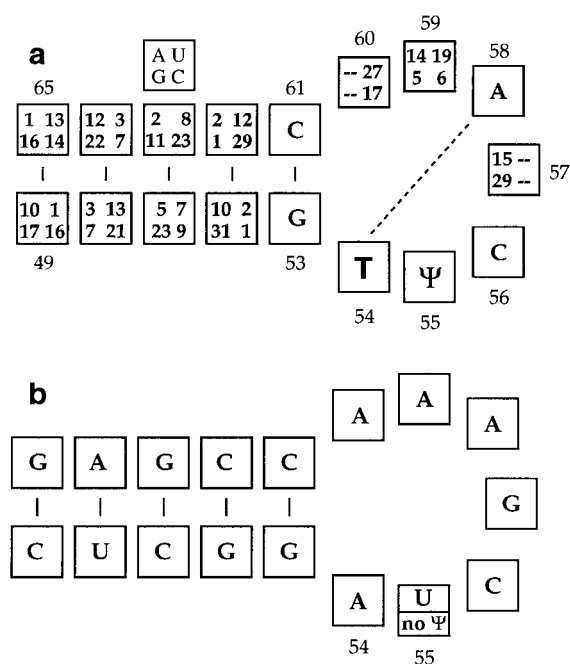 a
A U
G C
65
1 13
16 14
12 3
22 7
2 8
11 23
2 12
1 29
61
C
60
-- 27
-- 17
59
14 19
5 6
58
A
15 --
29 --
57
10 1
17 16
49
3 13
7 21
5 7
23 9
10 2
31 1
G
53
T
54
Ψ
55
C
56
b
G
A
G
C
C
A
A
A
G
C
U
C
G
G
A
54
U
no Ψ
55
C